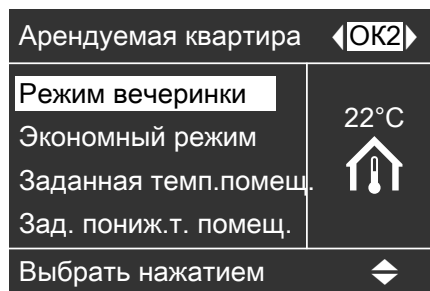 Арендуемая квартира ОК2
Режим вечеринки
Экономный режим
22°C
Заданная темп.помещ.
Зад. пониж.т. помещ.
Выбрать нажатием